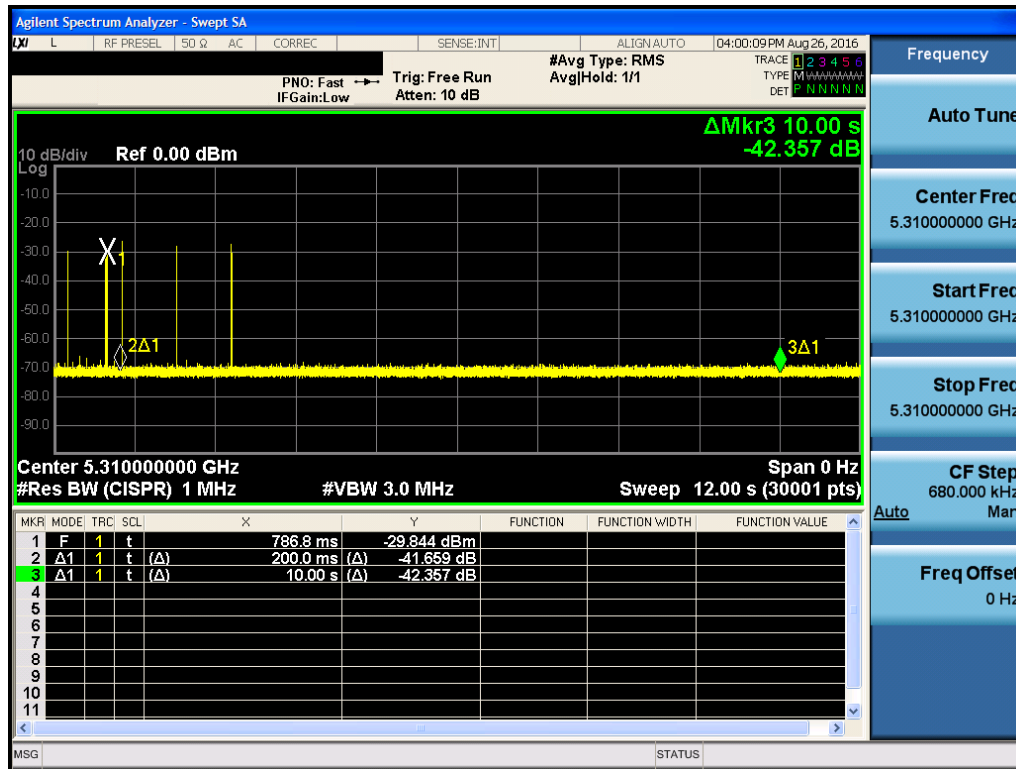 Agilent Spectrum Analyzer - Swept SA
LXI L RF PRESEL 50 Ω AC CORREC SENSE:INT ALIGN AUTO 04:00:09 PM Aug 26, 2016
PNO: Fast
IFGain:Low
Trig: Free Run
Atten: 10 dB
#Avg Type: RMS
Avg|Hold: 1/1
TRACE 1 2 3 4 5 6
TYPE M WWWWW
DET P N N N N N
ΔMkr3 10.00 s
-42.357 dB
10 dB/div Ref 0.00 dBm
Log
-10.0
-20.0
-30.0
-40.0
-50.0
-60.0
-70.0
-80.0
-90.0
X 1
2Δ1
3Δ1
Center 5.310000000 GHz Span 0 Hz
#Res BW (CISPR) 1 MHz #VBW 3.0 MHz Sweep 12.00 s (30001 pts)
MKR MODE TRC SCL X Y FUNCTION FUNCTION WIDTH FUNCTION VALUE
1 F 1 t 786.8 ms -29.844 dBm
2 Δ1 1 t (Δ) 200.0 ms (Δ) -41.659 dB
3 Δ1 1 t (Δ) 10.00 s (Δ) -42.357 dB
4
5
6
7
8
9
10
11
MSG STATUS
Frequency
Auto Tune
Center Freq
5.310000000 GHz
Start Freq
5.310000000 GHz
Stop Freq
5.310000000 GHz
CF Step
680.000 kHz
Auto Man
Freq Offset
0 Hz